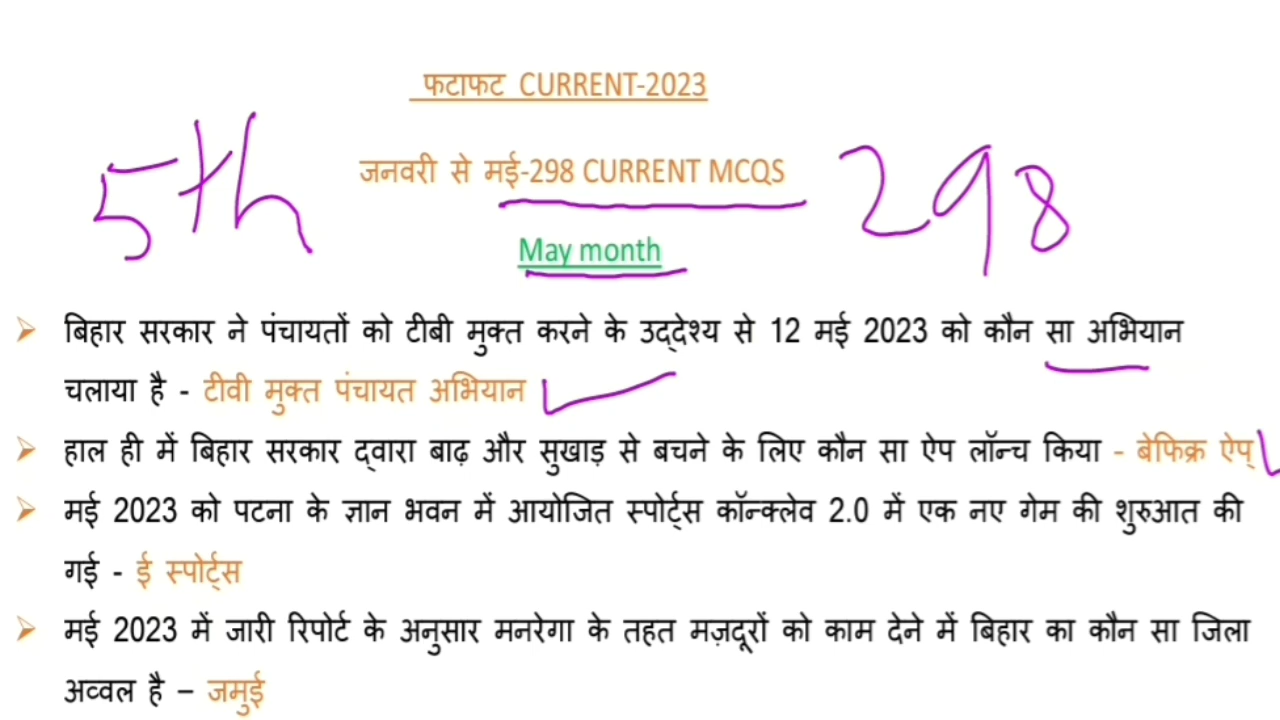 फटाफट CURRENT-2023
5th
जनवरी से मई-298 CURRENT MCQS
298
May month
➢ बिहार सरकार ने पंचायतों को टीबी मुक्त करने के उद्देश्य से 12 मई 2023 को कौन सा अभियान
चलाया है - टीवी मुक्त पंचायत अभियान
➢ हाल ही में बिहार सरकार द्वारा बाढ़ और सुखाड़ से बचने के लिए कौन सा ऐप लॉन्च किया - बेफिक्र ऐप्
➢ मई 2023 को पटना के ज्ञान भवन में आयोजित स्पोर्ट्स कॉन्क्लेव 2.0 में एक नए गेम की शुरुआत की
गई - ई स्पोर्ट्स
➢ मई 2023 में जारी रिपोर्ट के अनुसार मनरेगा के तहत मज़दूरों को काम देने में बिहार का कौन सा जिला
अव्वल है – जमुई